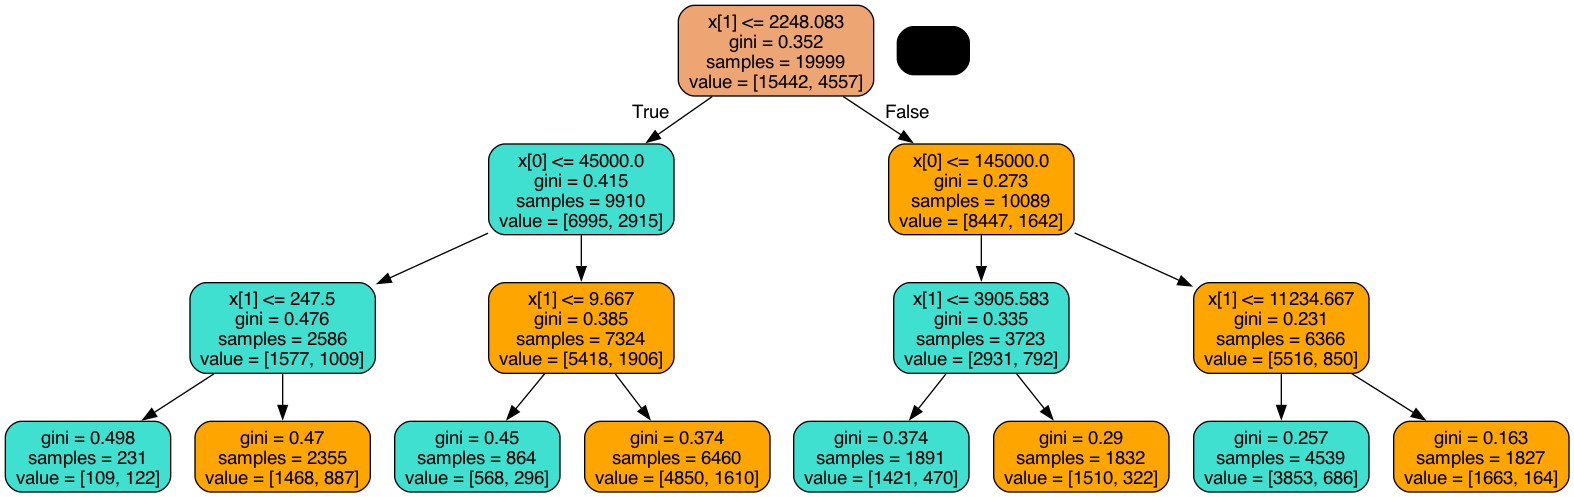 x[1] <= 2248.083
gini = 0.352
samples = 19999
value = [15442, 4557]
True
False
x[0] <= 45000.0
gini = 0.415
samples = 9910
value = [6995, 2915]
x[0] <= 145000.0
gini = 0.273
samples = 10089
value = [8447, 1642]
x[1] <= 247.5
gini = 0.476
samples = 2586
value = [1577, 1009]
x[1] <= 9.667
gini = 0.385
samples = 7324
value = [5418, 1906]
x[1] <= 3905.583
gini = 0.335
samples = 3723
value = [2931, 792]
x[1] <= 11234.667
gini = 0.231
samples = 6366
value = [5516, 850]
gini = 0.498
samples = 231
value = [109, 122]
gini = 0.47
samples = 2355
value = [1468, 887]
gini = 0.45
samples = 864
value = [568, 296]
gini = 0.374
samples = 6460
value = [4850, 1610]
gini = 0.374
samples = 1891
value = [1421, 470]
gini = 0.29
samples = 1832
value = [1510, 322]
gini = 0.257
samples = 4539
value = [3853, 686]
gini = 0.163
samples = 1827
value = [1663, 164]